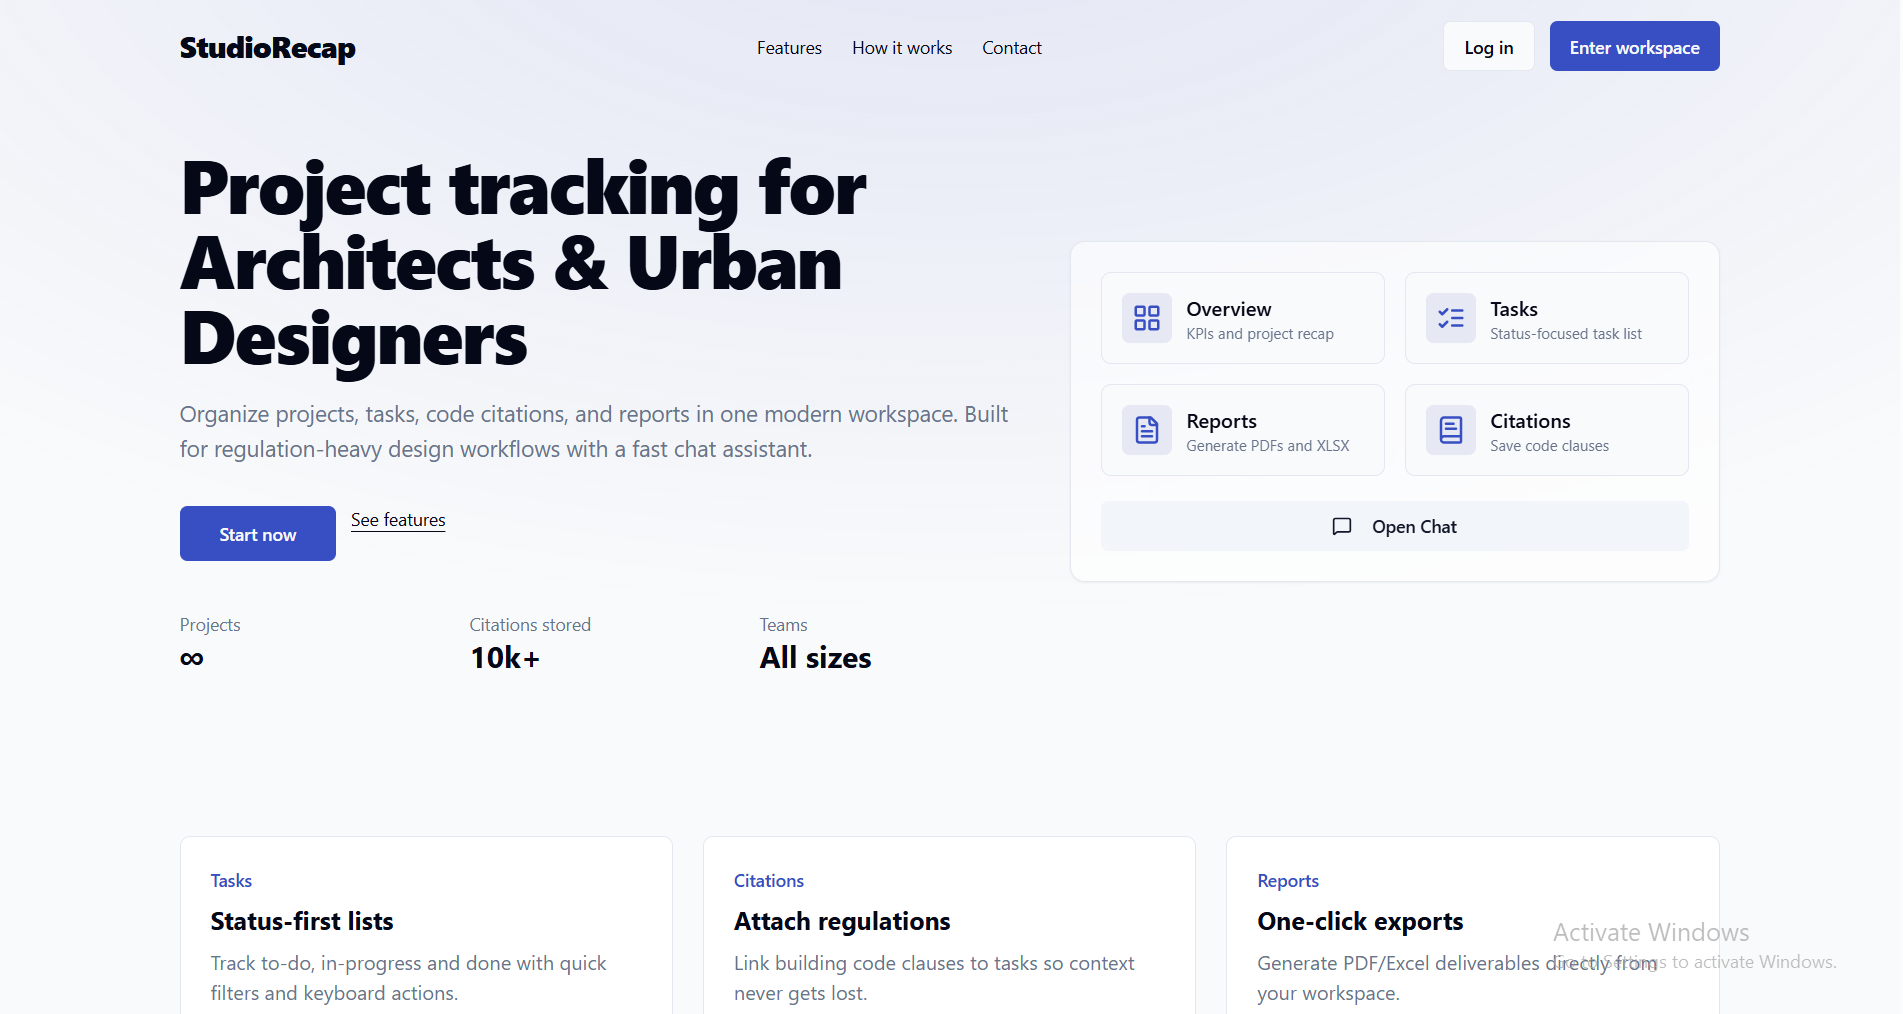 StudioRecap
Features
How it works
Contact
Log in
Enter workspace
Project tracking for
Architects & Urban
Designers
Organize projects, tasks, code citations, and reports in one modern workspace. Built
for regulation-heavy design workflows with a fast chat assistant.
Start now
See features
Overview
KPIs and project recap
Tasks
Status-focused task list
Reports
Generate PDFs and XLSX
Citations
Save code clauses
Open Chat
Projects
∞
Citations stored
10k+
Teams
All sizes
Tasks
Status-first lists
Track to-do, in-progress and done with quick
filters and keyboard actions.
Citations
Attach regulations
Link building code clauses to tasks so context
never gets lost.
Reports
One-click exports
Generate PDF/Excel deliverables directly from
your workspace.
Activate Windows
Go to Settings to activate Windows.